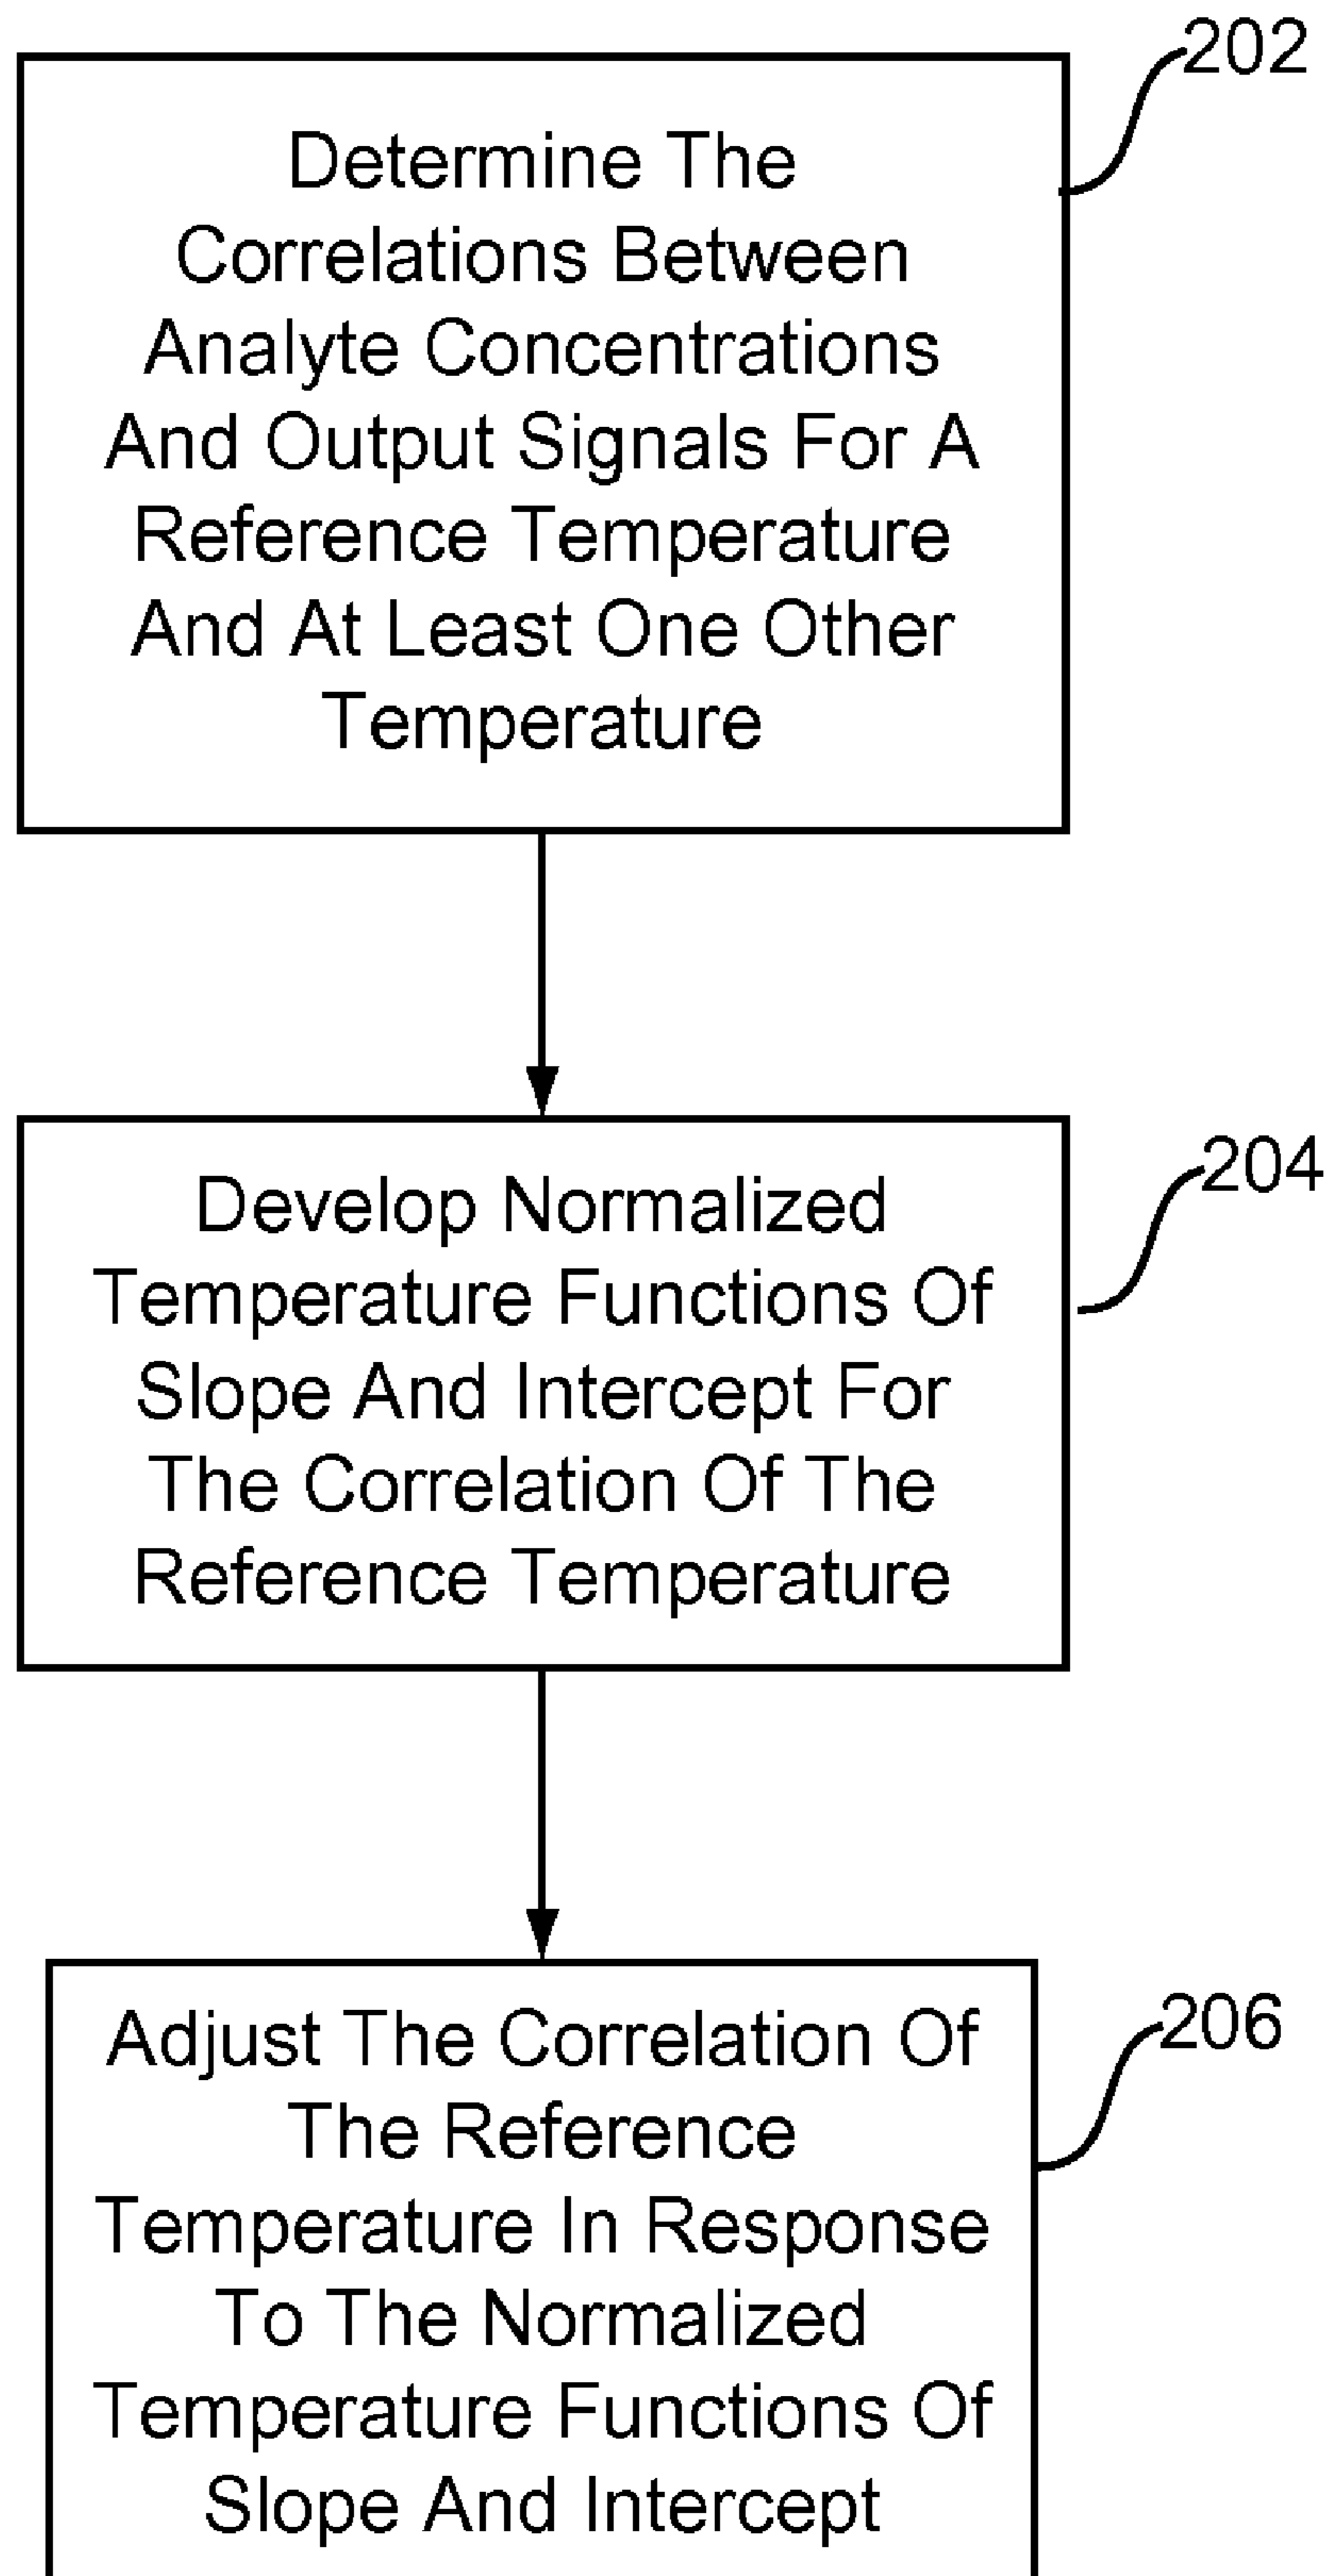 202
Determine The
Correlations Between
Analyte Concentrations
And Output Signals For A
Reference Temperature
And At Least One Other
Temperature
204
Develop Normalized
Temperature Functions Of
Slope And Intercept For
The Correlation Of The
Reference Temperature
206
Adjust The Correlation Of
The Reference
Temperature In Response
To The Normalized
Temperature Functions Of
Slope And Intercept